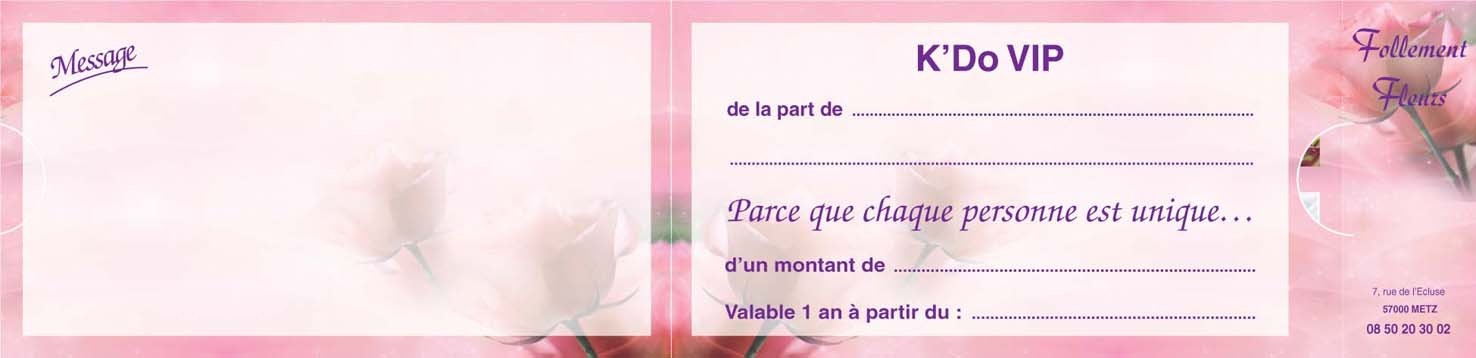 Message
K'Do VIP
de la part de ..........................................................................................
......................................................................................................................
Parce que chaque personne est unique…
d'un montant de .................................................................................
Valable 1 an à partir du : ................................................................
Follement
Fleurs
7, rue de l'Ecluse
57000 METZ
08 50 20 30 02